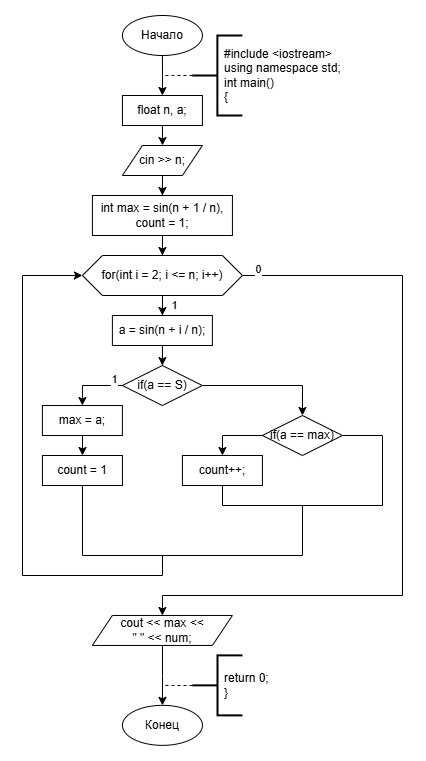 Начало
#include <iostream>
using namespace std;
int main()
{
float n, a;
cin >> n;
int max = sin(n + 1 / n),
count = 1;
for(int i = 2; i <= n; i++)
0
1
a = sin(n + i / n);
if(a == S)
1
max = a;
if(a == max)
count = 1
count++;
cout << max <<
" " << num;
return 0;
}
Конец